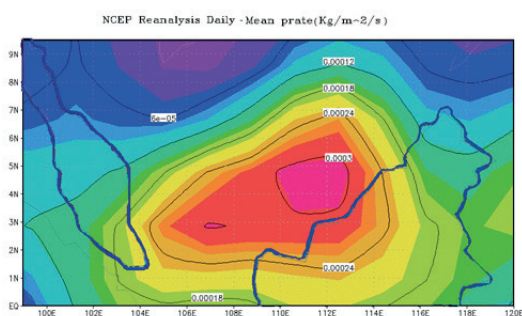 NCEP Reanalysis Daily - Mean prate(Kg/m^2/s)
9N
8N
7N
6N
5N
4N
3N
2N
1N
EQ
0.00012
0.00018
0.00024
6e-05
0.0003
0.00024
0.00018
100E 102E 104E 106E 108E 110E 112E 114E 116E 118E 120E